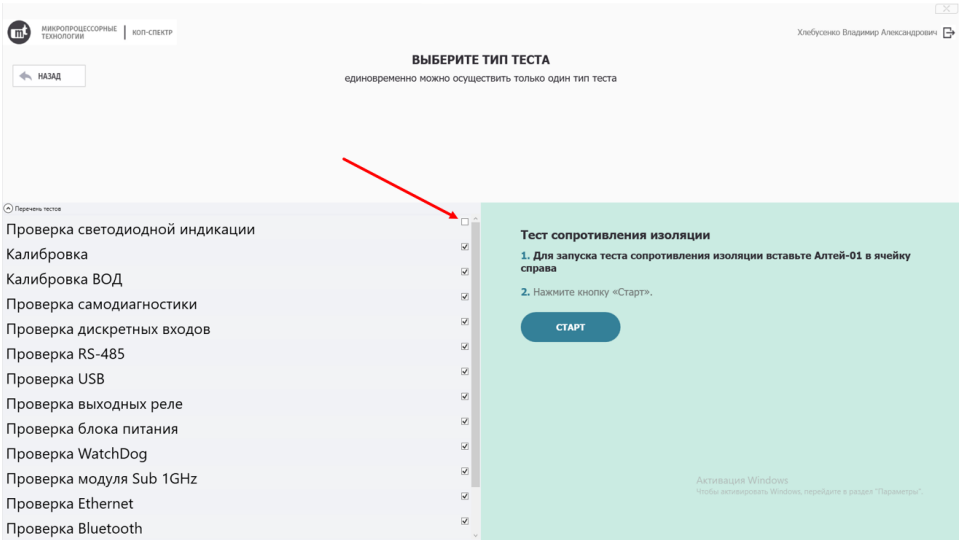 МИКРОПРОЦЕССОРНЫЕ
ТЕХНОЛОГИИ
КОП-СПЕКТР
Хлебусенко Владимир Александрович
ВЫБЕРИТЕ ТИП ТЕСТА
НАЗАД
единовременно можно осуществить только один тип теста
Перечень тестов
Проверка светодиодной индикации
Калибровка
Калибровка ВОД
Проверка самодиагностики
Проверка дискретных входов
Проверка RS-485
Проверка USB
Проверка выходных реле
Проверка блока питания
Проверка WatchDog
Проверка модуля Sub 1GHz
Проверка Ethernet
Проверка Bluetooth
Тест сопротивления изоляции
1. Для запуска теста сопротивления изоляции вставьте Алтей-01 в ячейку
справа
2. Нажмите кнопку «Старт».
СТАРТ
Активация Windows
Чтобы активировать Windows, перейдите в раздел "Параметры".